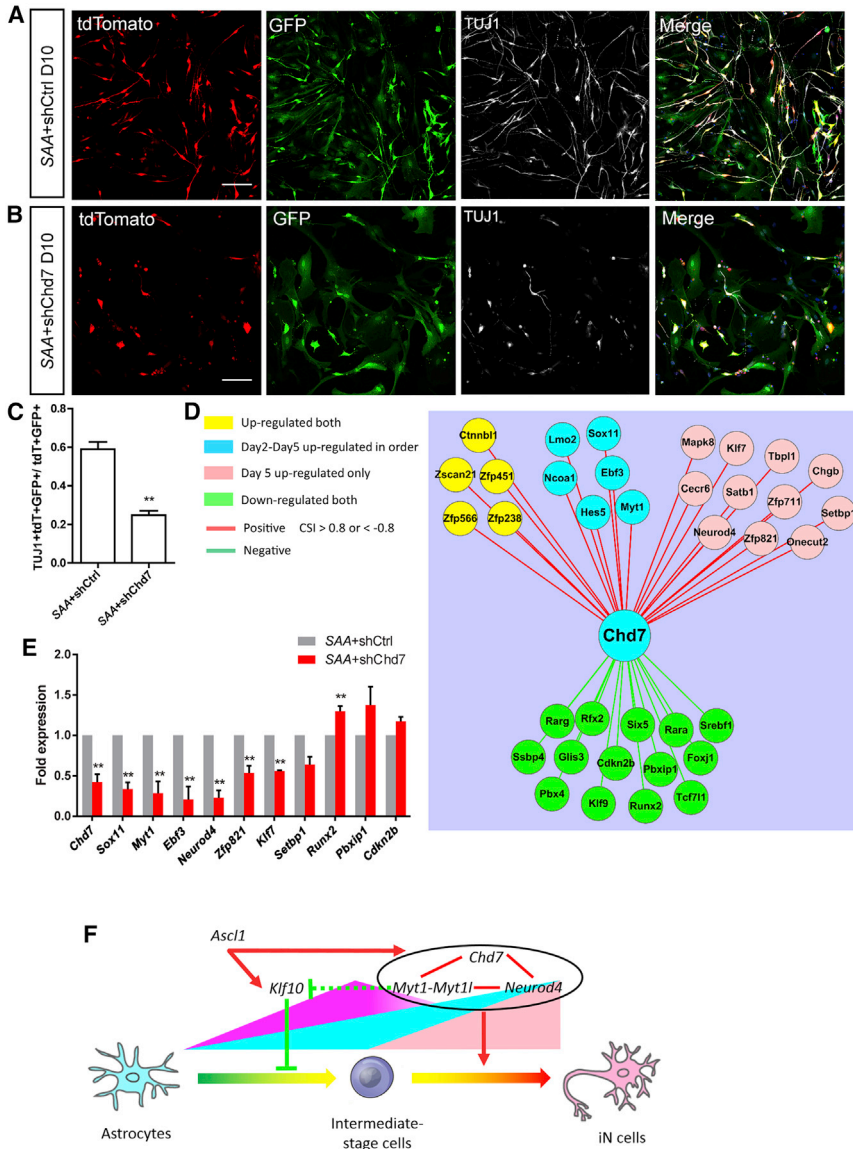 A
SAA+shCtrl D10
tdTomato
GFP
TUJ1
Merge
B
SAA+shChd7 D10
tdTomato
GFP
TUJ1
Merge
C
TUJ1+tdT+GFP+/ tdT+GFP+
0.8
0.6
0.4
0.2
0.0
**
SAA+shCtrl
SAA+shChd7
D
Up-regulated both
Day2-Day5 up-regulated in order
Day 5 up-regulated only
Down-regulated both
Positive CSI > 0.8 or < -0.8
Negative
Ctnnbl1
Zscan21
Zfp451
Zfp566
Zfp238
Lmo2
Sox11
Ncoa1
Ebf3
Hes5
Myt1
Mapk8
Klf7
Tbpl1
Cecr6
Satb1
Chgb
Zfp711
Neurod4
Zfp821
Setbp1
Onecut2
Chd7
Rarg
Rfx2
Six5
Rara
Srebf1
Ssbp4
Glis3
Cdkn2b
Pbxip1
Foxj1
Pbx4
Klf9
Runx2
Tcf7l1
E
SAA+shCtrl
SAA+shChd7
Fold expression
2.0
1.5
1.0
0.5
0.0
**
**
**
**
**
**
**
**
Chd7
Sox11
Myt1
Ebf3
Neurod4
Zfp821
Klf7
Setbp1
Runx2
Pbxip1
Cdkn2b
F
Ascl1
Klf10
Chd7
Myt1-Myt1l
Neurod4
Astrocytes
Intermediate-
stage cells
iN cells